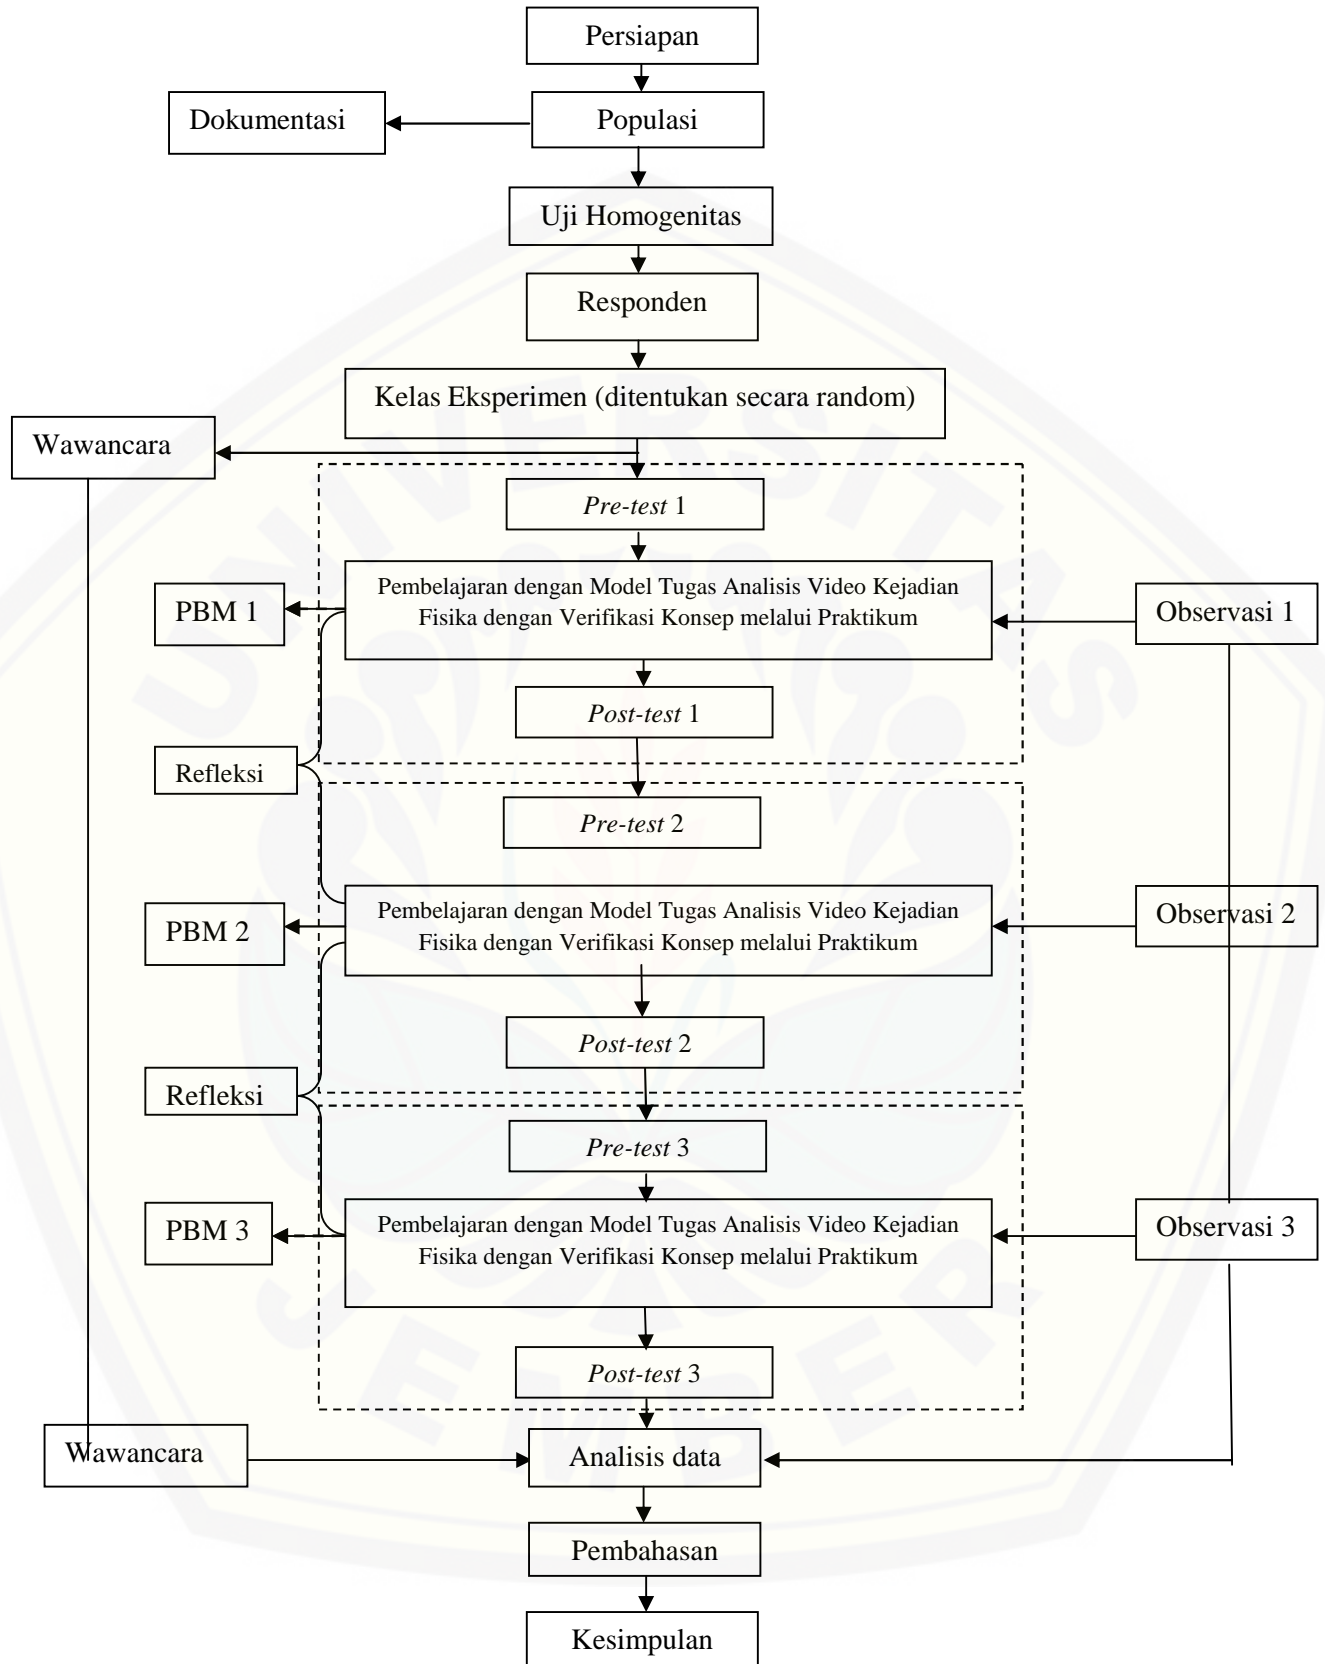 Persiapan
Dokumentasi
Populasi
Uji Homogenitas
Responden
Kelas Eksperimen (ditentukan secara random)
Wawancara
Pre-test 1
PBM 1
Pembelajaran dengan Model Tugas Analisis Video Kejadian
Fisika dengan Verifikasi Konsep melalui Praktikum
Observasi 1
Post-test 1
Refleksi
Pre-test 2
PBM 2
Pembelajaran dengan Model Tugas Analisis Video Kejadian
Fisika dengan Verifikasi Konsep melalui Praktikum
Observasi 2
Post-test 2
Refleksi
Pre-test 3
PBM 3
Pembelajaran dengan Model Tugas Analisis Video Kejadian
Fisika dengan Verifikasi Konsep melalui Praktikum
Observasi 3
Post-test 3
Wawancara
Analisis data
Pembahasan
Kesimpulan
UNIVERSITAS
JEMBER